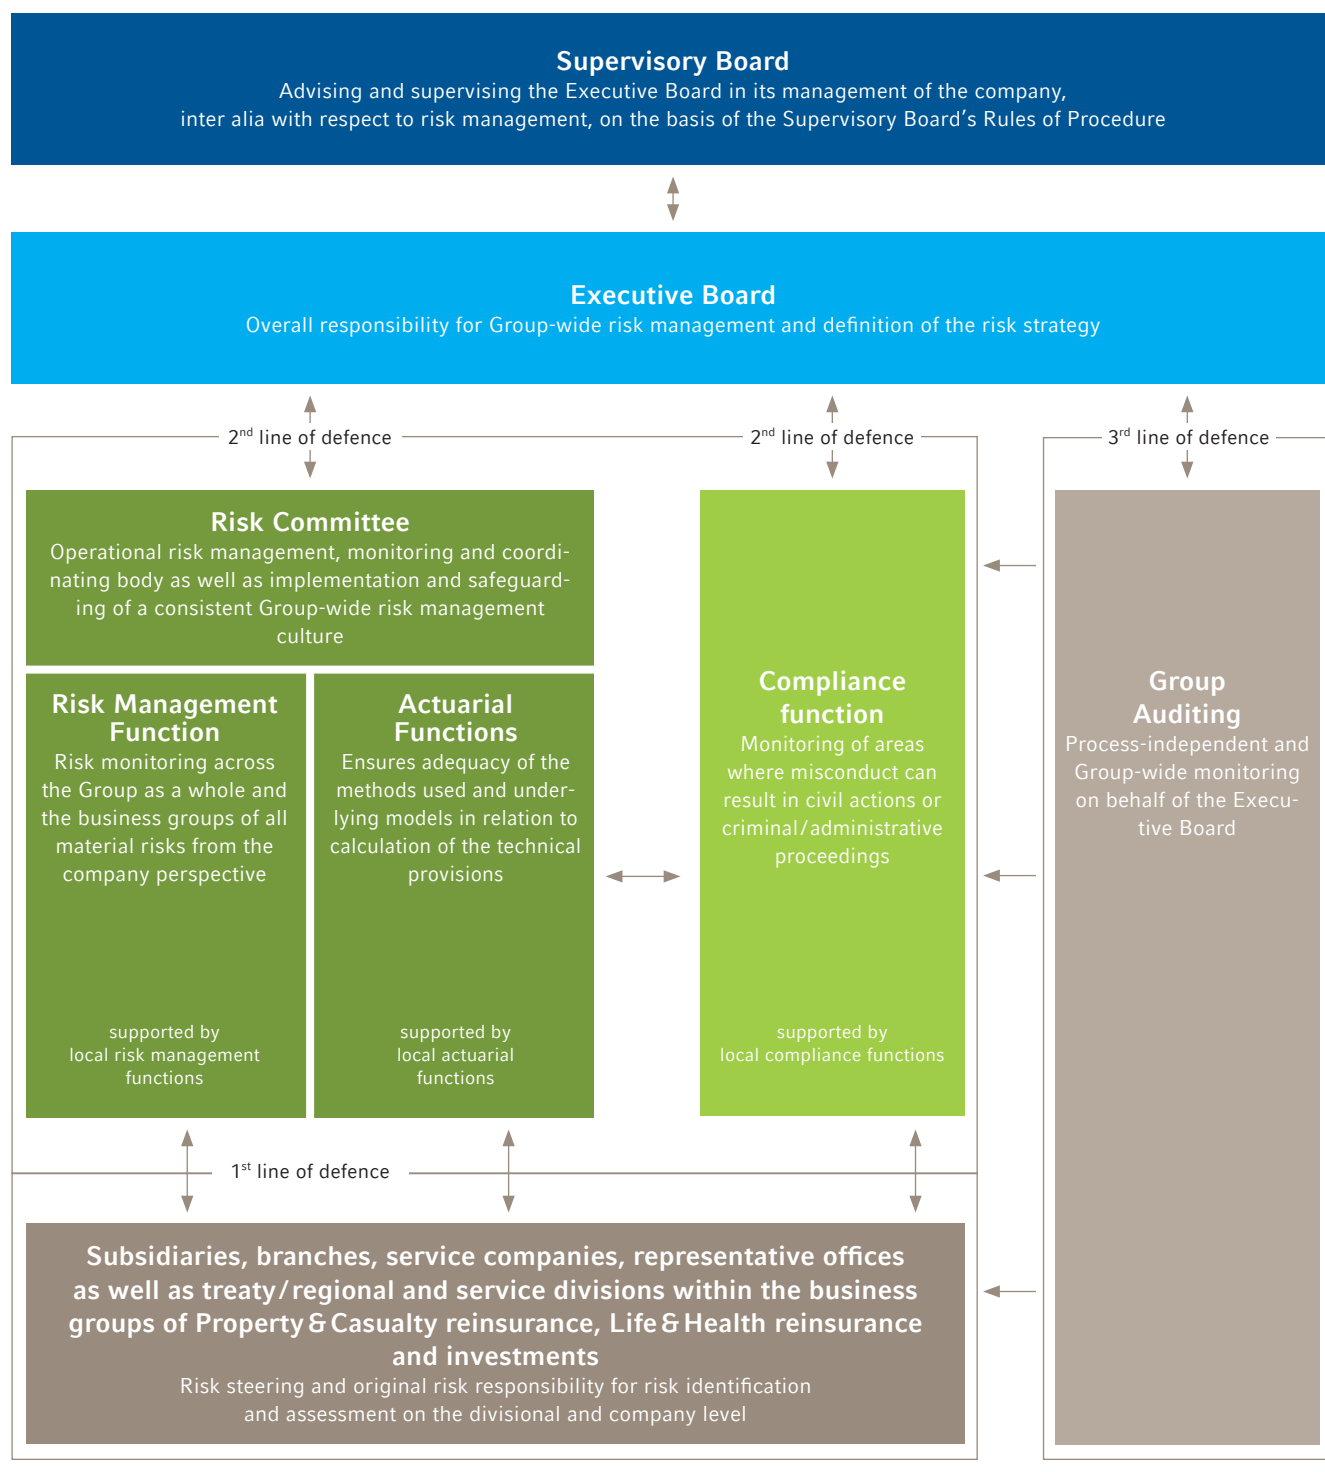 Supervisory Board
Advising and supervising the Executive Board in its management of the company,
inter alia with respect to risk management, on the basis of the Supervisory Board’s Rules of Procedure
Executive Board
Overall responsibility for Group-wide risk management and definition of the risk strategy
2nd line of defence
2nd line of defence
3rd line of defence
Risk Committee
Operational risk management, monitoring and coordi-
nating body as well as implementation and safeguard-
ing of a consistent Group-wide risk management
culture
Risk Management
Function
Risk monitoring across
the Group as a whole and
the business groups of all
material risks from the
company perspective
supported by
local risk management
functions
Actuarial
Functions
Ensures adequacy of the
methods used and under-
lying models in relation to
calculation of the technical
provisions
supported by
local actuarial
functions
Compliance
function
Monitoring of areas
where misconduct can
result in civil actions or
criminal/administrative
proceedings
supported by
local compliance functions
Group
Auditing
Process-independent and
Group-wide monitoring
on behalf of the Execu-
tive Board
1st line of defence
Subsidiaries, branches, service companies, representative offices
as well as treaty/regional and service divisions within the business
groups of Property & Casualty reinsurance, Life & Health reinsurance
and investments
Risk steering and original risk responsibility for risk identification
and assessment on the divisional and company level